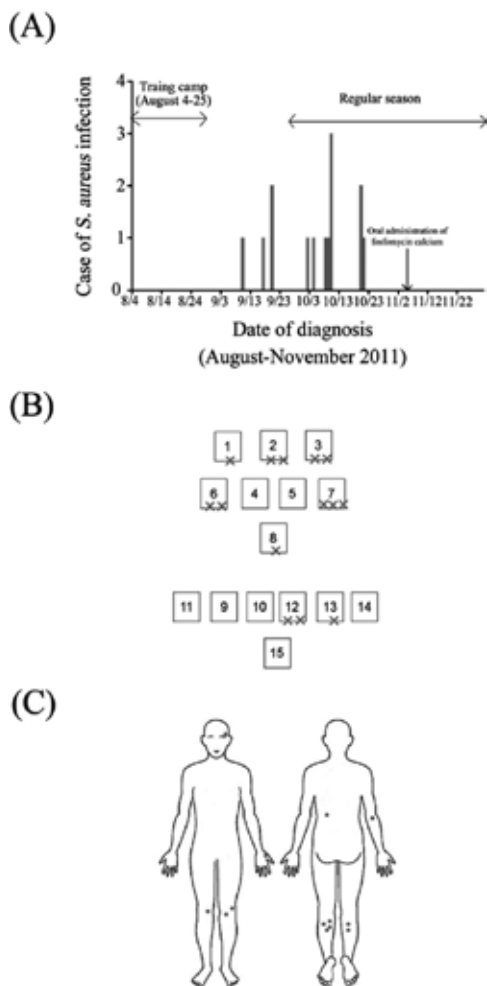 (A)
Traing camp
(August 4-25)
Regular season
Case of S. aureus infection
4
3
2
1
0
Oral administration of
fosfomycin calcium
8/4 8/14 8/24 9/3 9/13 9/23 10/3 10/13 10/23 11/2 11/12 11/22
Date of diagnosis
(August-November 2011)
(B)
1 2 3
6 4 5 7
8
11 9 10 12 13 14
15
(C)